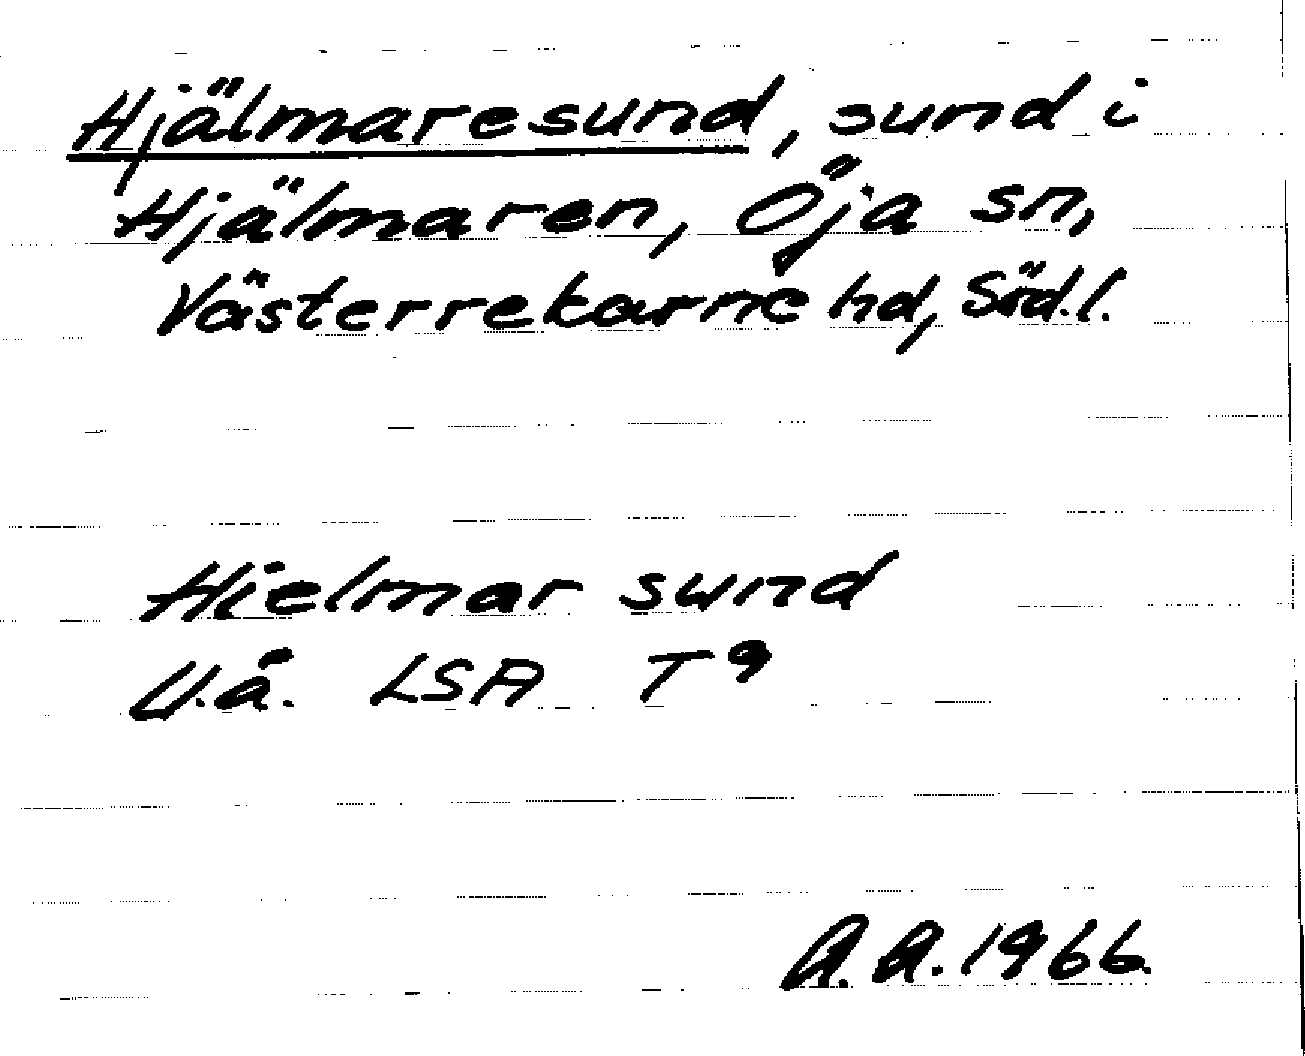 Hjälmaresund, sund i
Hjälmaren, Öja sn,
Västerrekarne hd, Söd.l.
Hielmar sund
U.å. LSA T9
A.A. 1966.